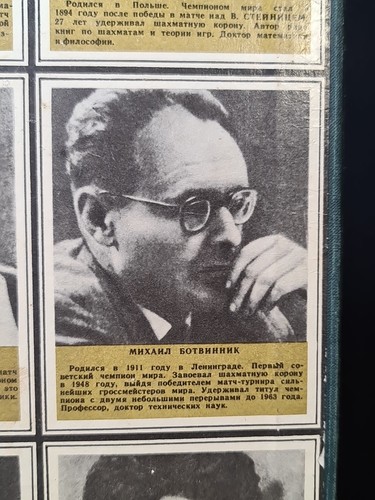 Родился в Польше. Чемпионом мира стал в
1894 году после победы в матче над В. СТЕЙНИЦЕМ
27 лет удерживал шахматную корону. Автор
книг по шахматам и теории игр. Доктор
и философии.
МИХАИЛ БОТВИННИК
Родился в 1911 году в Ленинграде. Первый со-
ветский чемпион мира. Завоевал шахматную корону
в 1948 году, выйдя победителем матч-турнира силь-
нейших гроссмейстеров мира. Удерживал титул чем-
пиона с двумя небольшими перерывами до 1963 года.
Профессор, доктор технических наук.